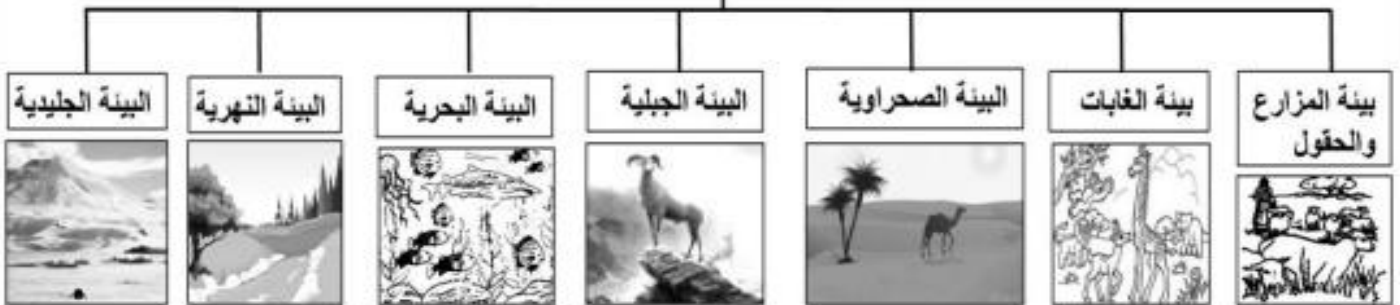 بيئة المزارع
والحقول
بيئة الغابات
البيئة الصحراوية
البيئة الجبلية
البيئة البحرية
البيئة النهرية
البيئة الجليدية